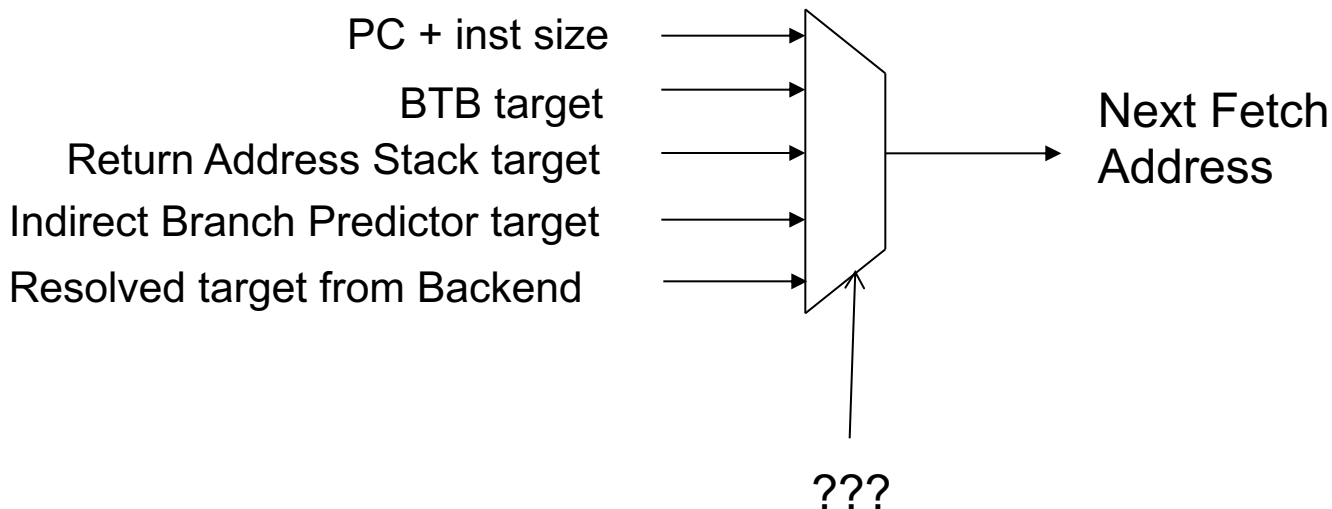 PC + inst size
BTB target
Return Address Stack target
Indirect Branch Predictor target
Resolved target from Backend
Next Fetch
Address
???